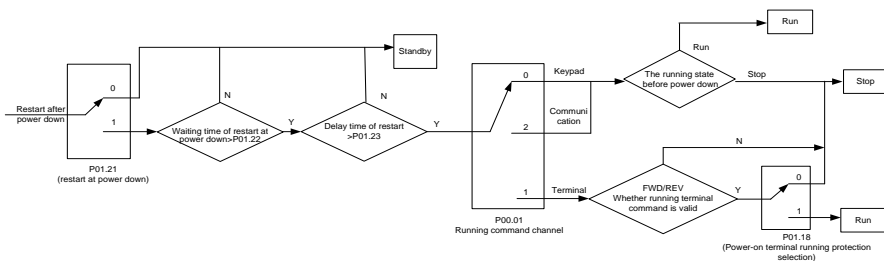 Restart after
power down
0
1
P01.21
(restart at power down)
N
Waiting time of restart at
power down>P01.22
Y
N
Delay time of restart
>P01.23
Y
Standby
0
2
1
P00.01
Running command channel
Keypad
Communi
cation
Terminal
Run
Run
The running state
before power down
Stop
Stop
N
FWD/REV
Whether running terminal
command is valid
Y
0
1
Run
P01.18
(Power-on terminal running protection
selection)